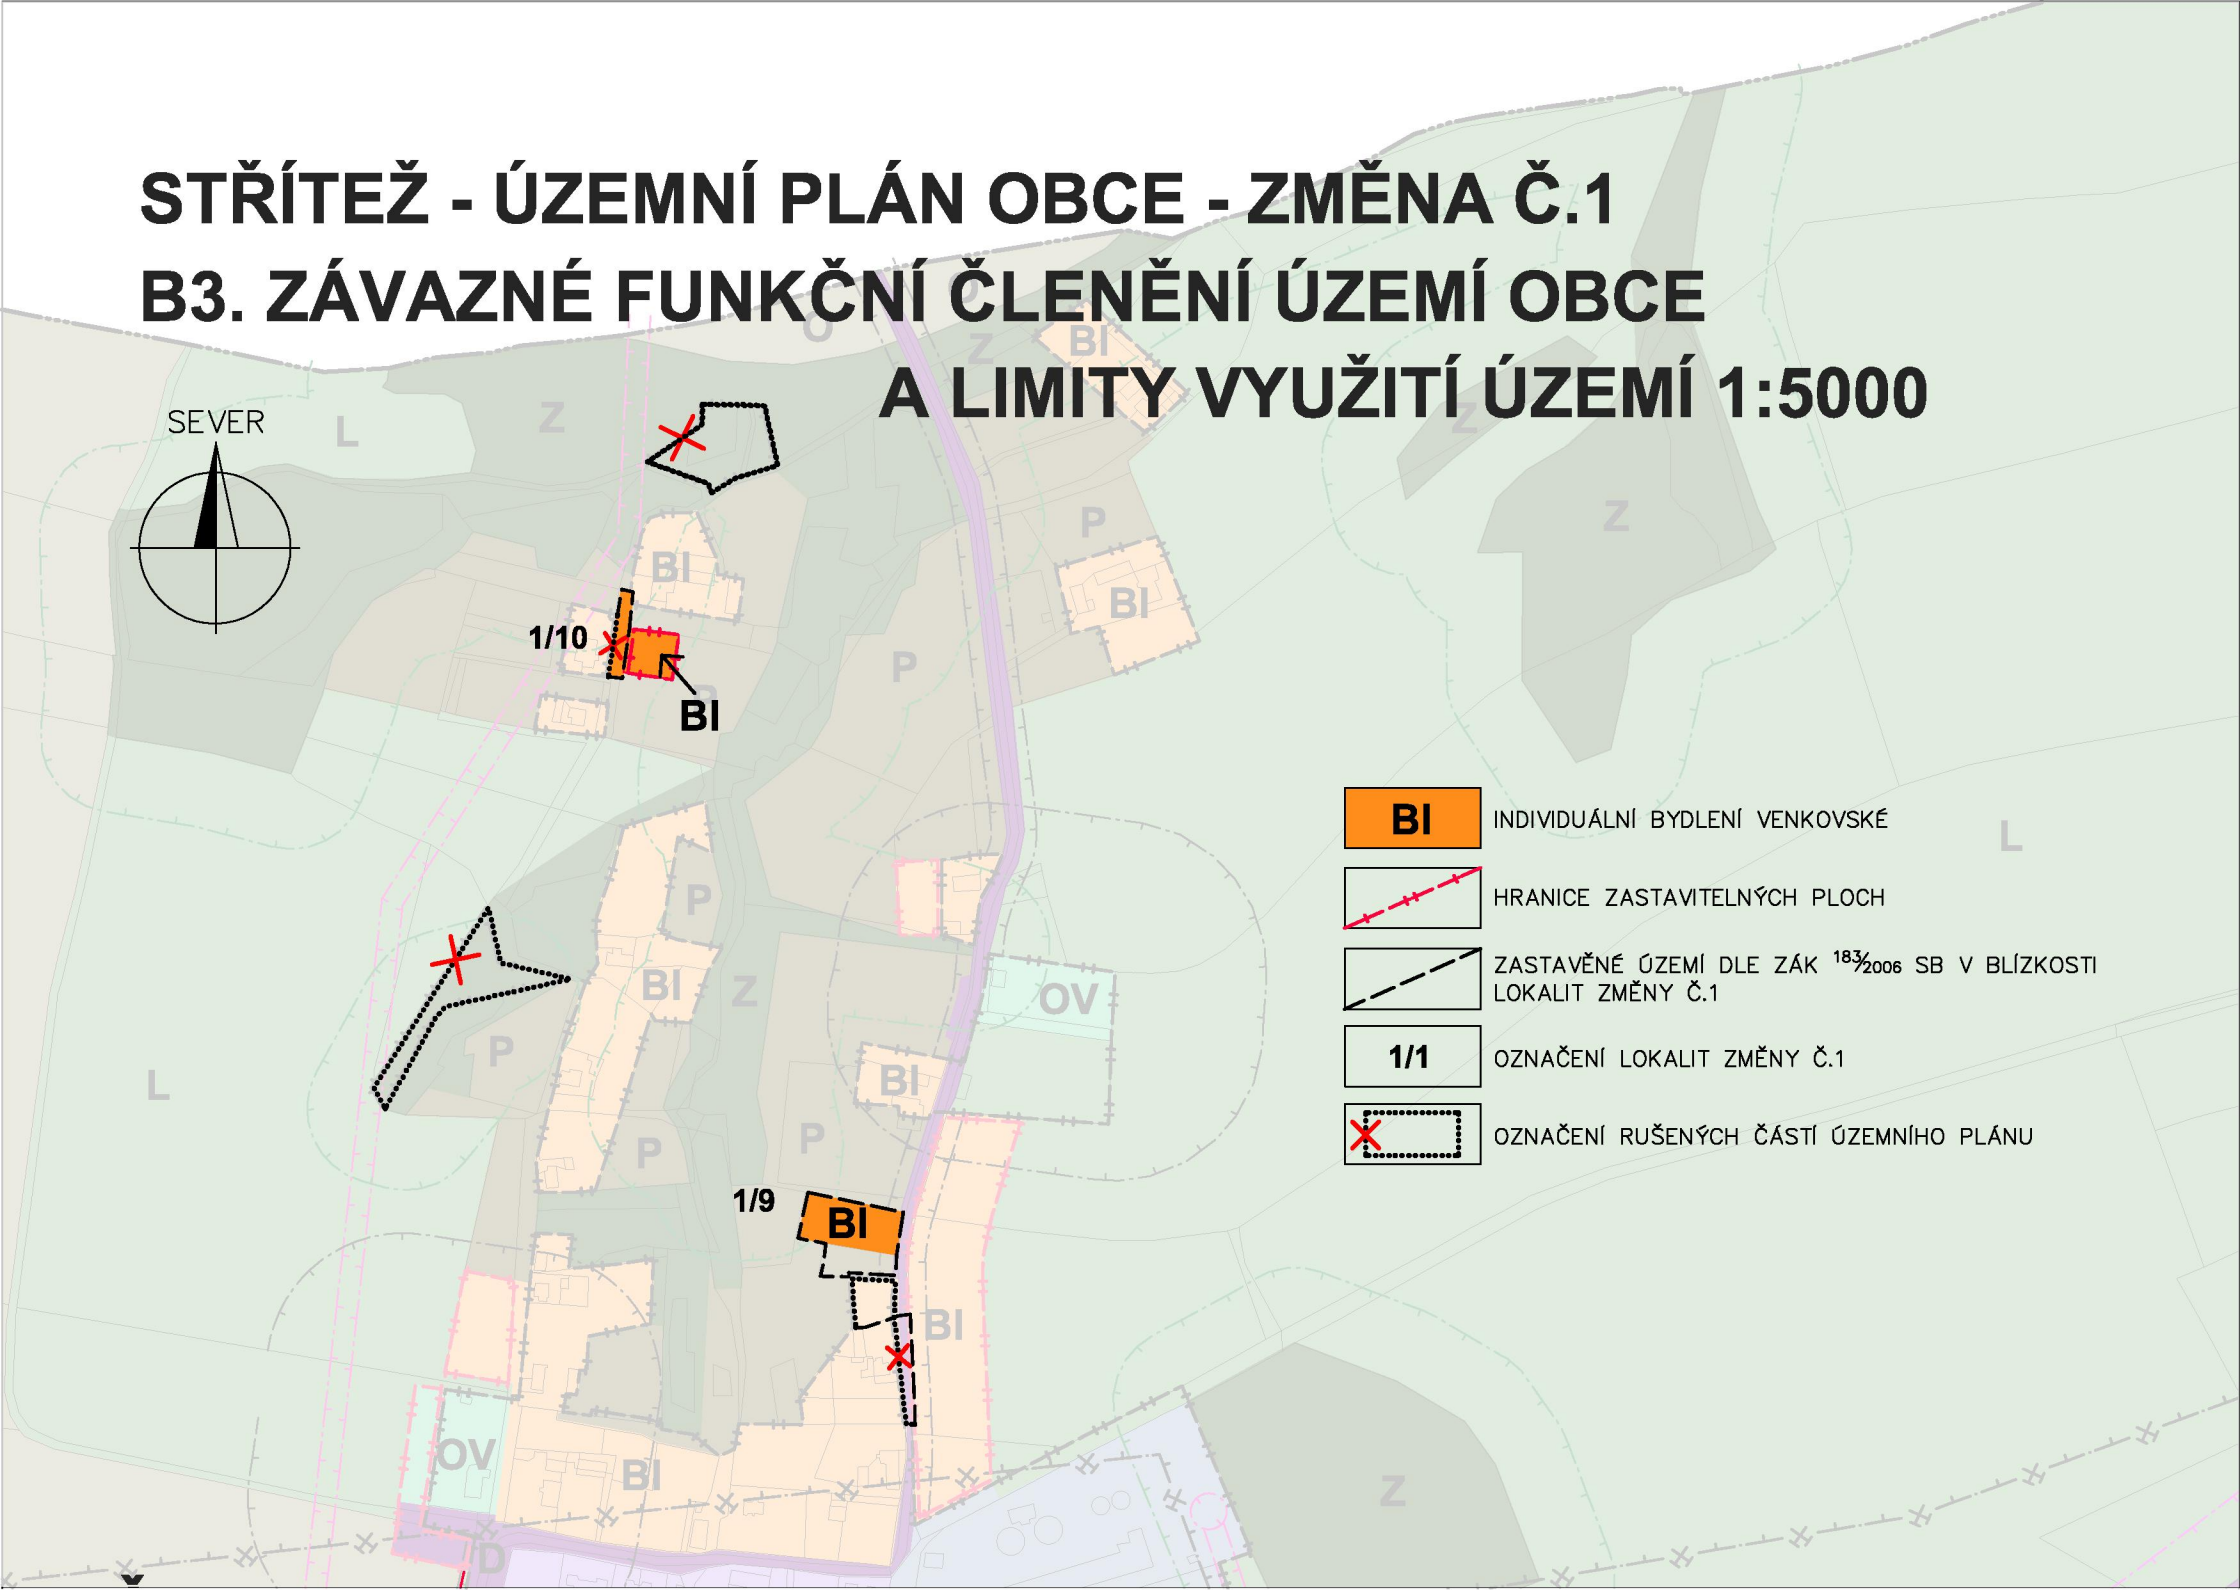 STŘÍTEŽ - ÚZEMNÍ PLÁN OBCE - ZMĚNA Č.1
B3. ZÁVAZNÉ FUNKČNÍ ČLENĚNÍ ÚZEMÍ OBCE
A LIMITY VYUŽITÍ ÚZEMÍ 1:5000
O
O
BI
Z
SEVER
L
Z
Z
P
Z
BI
BI
1/10
P
P
BI
BI INDIVIDUÁLNÍ BYDLENÍ VENKOVSKÉ
L
HRANICE ZASTAVITELNÝCH PLOCH
P
ZASTAVĚNÉ ÚZEMÍ DLE ZÁK 183/2006 SB V BLÍZKOSTI
LOKALIT ZMĚNY Č.1
BI
Z
OV
1/1 OZNAČENÍ LOKALIT ZMĚNY Č.1
P
L
BI
OZNAČENÍ RUŠENÝCH ČÁSTÍ ÚZEMNÍHO PLÁNU
P
P
1/9
BI
BI
OV
BI
Z
D